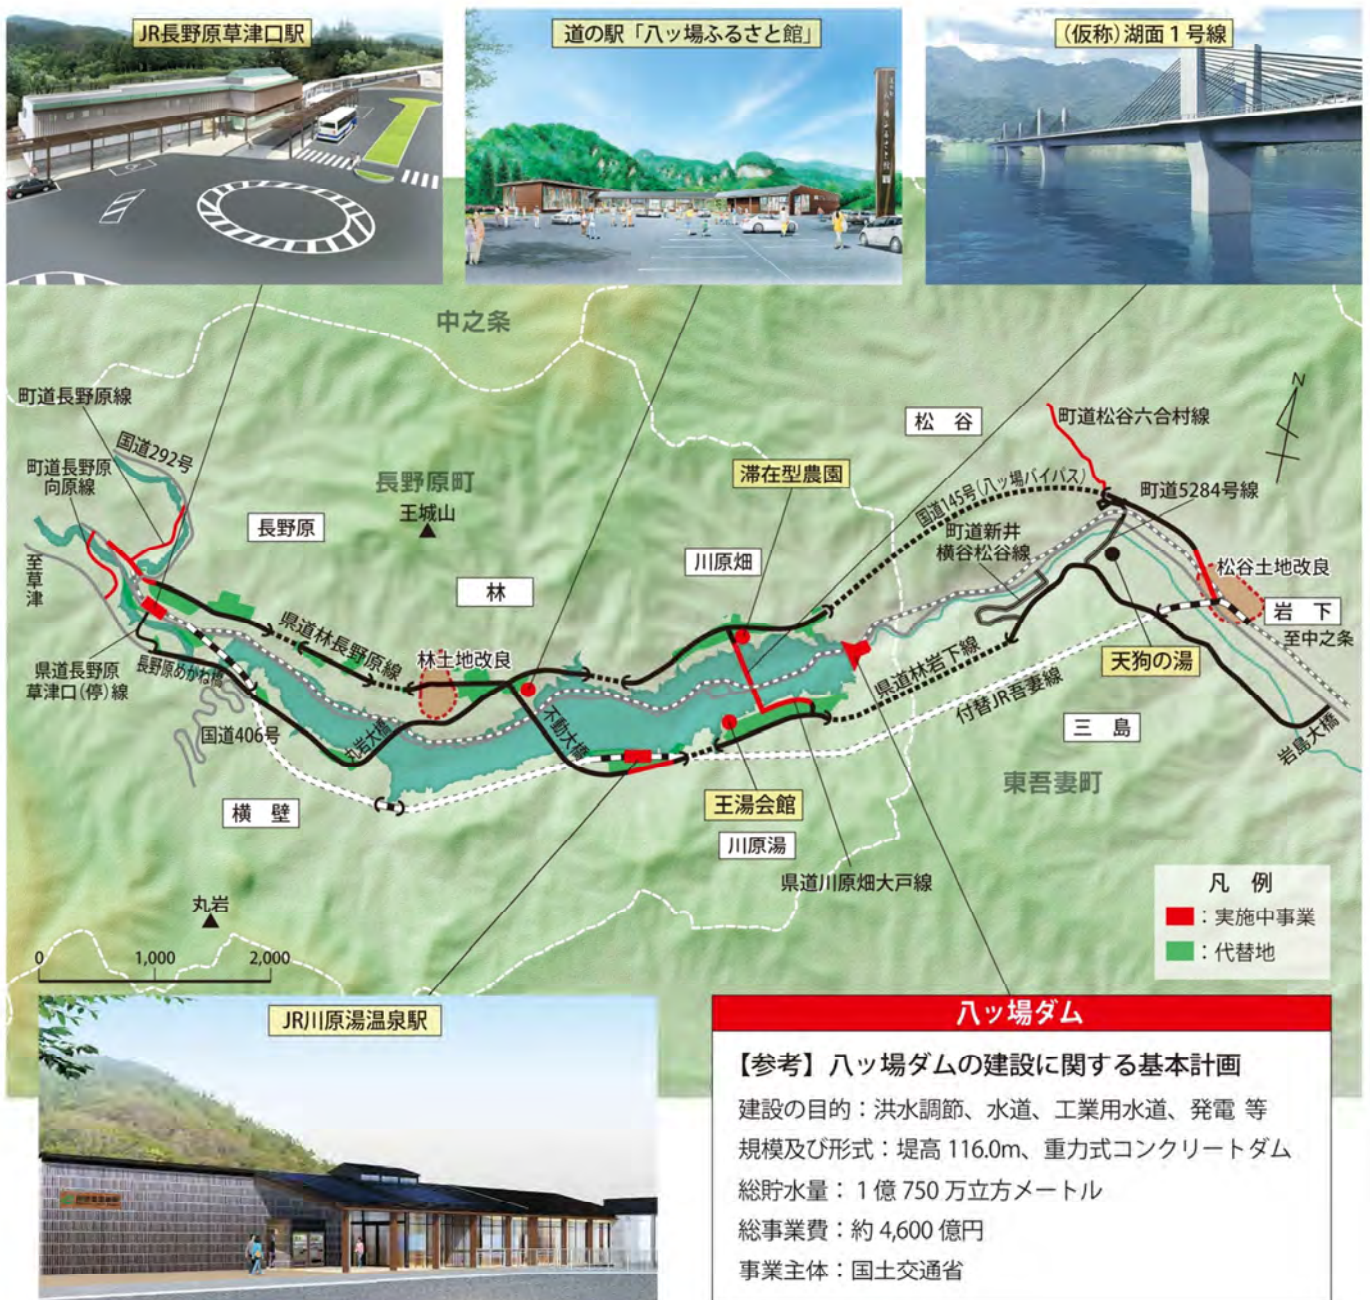 JR長野原草津口駅
道の駅「八ッ場ふるさと館」
(仮称)湖面1号線
中之条
町道長野原線
国道292号
町道長野原
向原線
長野原町
王城山
長野原
至草津
林
川原畑
滞在型農園
松 谷
町道松谷六合村線
N
国道145号(八ッ場バイパス)
町道5284号線
町道新井
横谷松谷線
松谷土地改良
岩 下
至中之条
県道林長野原線
林土地改良
県道長野原
草津口(停)線
長野原めがね橋
国道406号
丸岩大橋
不動大橋
県道林岩下線
天狗の湯
付替JR吾妻線
三 島
岩島大橋
東吾妻町
横 壁
王湯会館
川原湯
県道川原畑大戸線
丸岩
0 1,000 2,000
凡 例
:実施中事業
:代替地
JR川原湯温泉駅
八ッ場ダム
【参考】八ッ場ダムの建設に関する基本計画
建設の目的:洪水調節、水道、工業用水道、発電 等
規模及び形式:堤高 116.0m、重力式コンクリートダム
総貯水量:1億 750 万立方メートル
総事業費:約 4,600 億円
事業主体:国土交通省